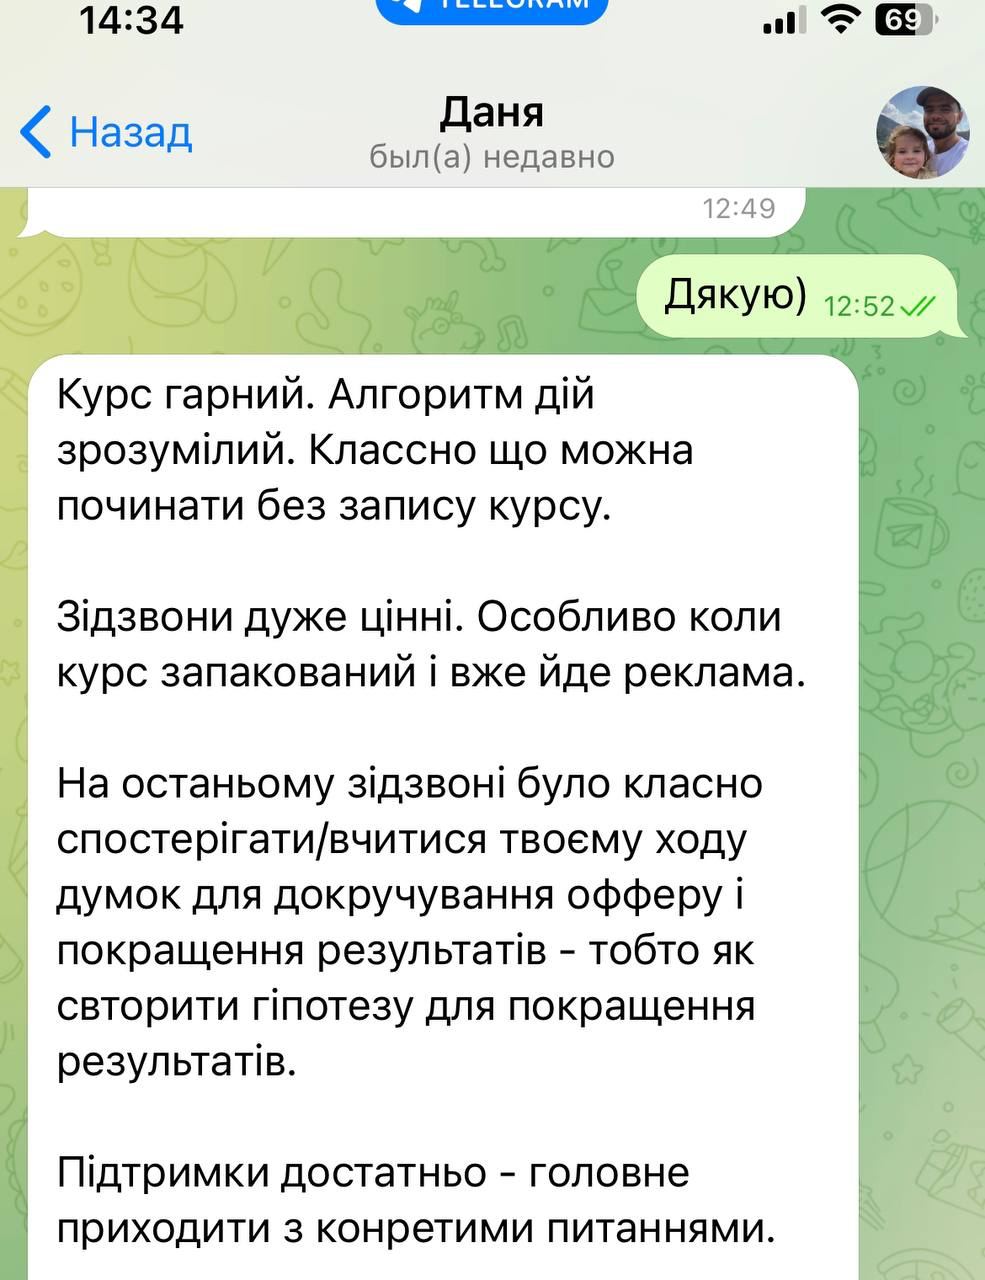 14:34
TELEGRAM
69
Назад
Даня
был(а) недавно
12:49
Дякую) 12:52
Курс гарний. Алгоритм дій
зрозумілий. Классно що можна
починати без запису курсу.
Зідзвони дуже цінні. Особливо коли
курс запакований і вже йде реклама.
На останьому зідзвоні було класно
спостерігати/вчитися твоєму ходу
думок для докручування офферу і
покращення результатів - тобто як
свторити гіпотезу для покращення
результатів.
Підтримки достатньо - головне
приходити з конретими питаннями.